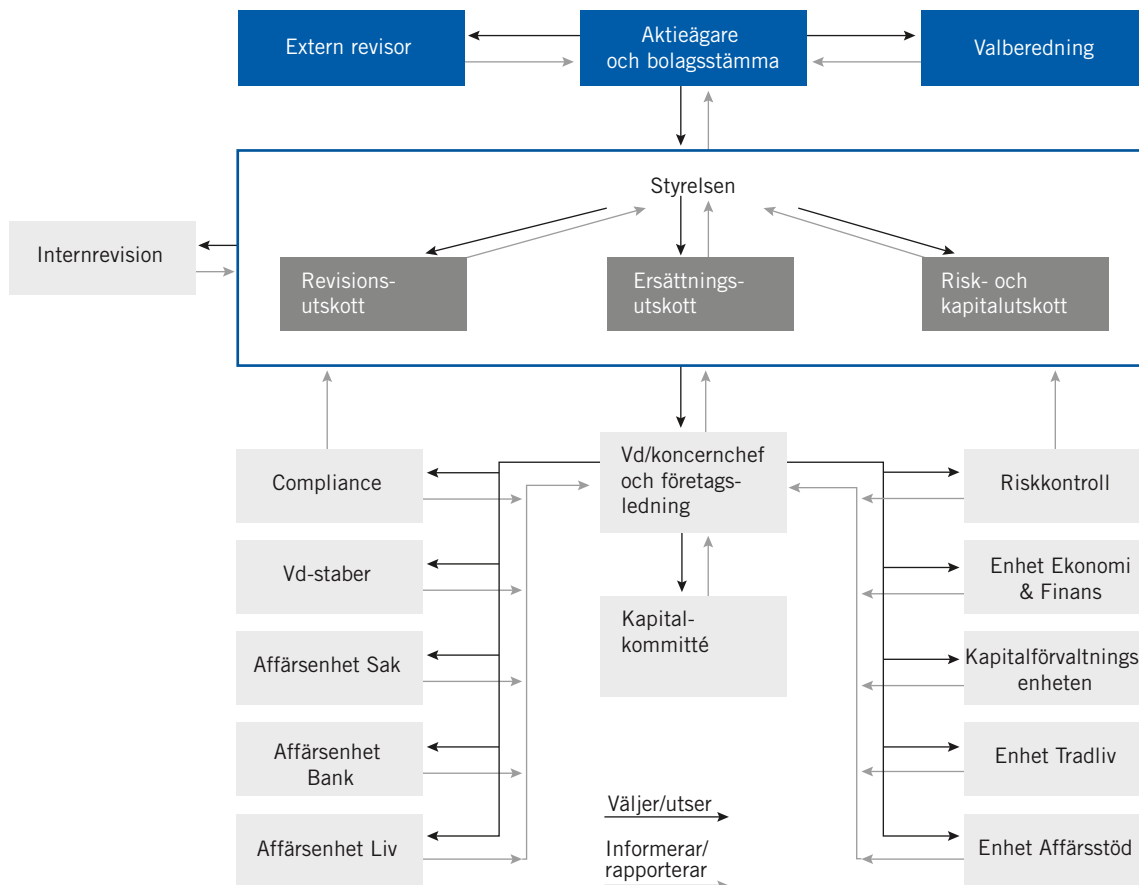 Extern revisor
Aktieägare
och bolagsstämma
Valberedning
Styrelsen
Internrevision
Revisions-
utskott
Ersättnings-
utskott
Risk- och
kapitalutskott
Compliance
Vd/koncernchef
och företags-
ledning
Riskkontroll
Vd-staber
Enhet Ekonomi
& Finans
Kapital-
kommitté
Affärsenhet Sak
Kapitalförvaltnings
enheten
Affärsenhet
Bank
Enhet Tradliv
Väljer/utser
Affärsenhet Liv
Informerar/
rapporterar
Enhet Affärsstöd